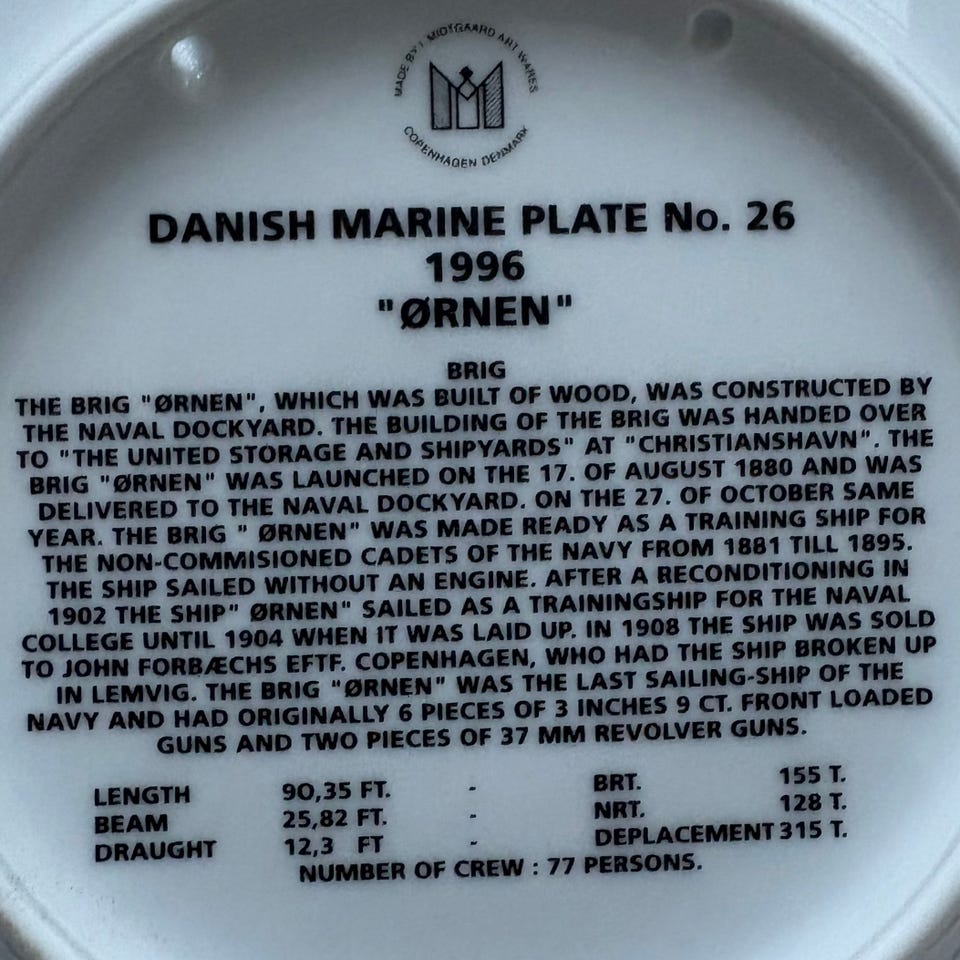 MADE BY: MIDTGAARD ART WARES
COPENHAGEN DENMARK
DANISH MARINE PLATE No. 26
1996
"ØRNEN"
BRIG
THE BRIG "ØRNEN", WHICH WAS BUILT OF WOOD, WAS CONSTRUCTED BY
THE NAVAL DOCKYARD. THE BUILDING OF THE BRIG WAS HANDED OVER
TO "THE UNITED STORAGE AND SHIPYARDS" AT "CHRISTIANSHAVN". THE
BRIG "ØRNEN" WAS LAUNCHED ON THE 17. OF AUGUST 1880 AND WAS
DELIVERED TO THE NAVAL DOCKYARD. ON THE 27. OF OCTOBER SAME
YEAR. THE BRIG " ØRNEN" WAS MADE READY AS A TRAINING SHIP FOR
THE NON-COMMISIONED CADETS OF THE NAVY FROM 1881 TILL 1895.
THE SHIP SAILED WITHOUT AN ENGINE. AFTER A RECONDITIONING IN
1902 THE SHIP" ØRNEN" SAILED AS A TRAININGSHIP FOR THE NAVAL
COLLEGE UNTIL 1904 WHEN IT WAS LAID UP. IN 1908 THE SHIP WAS SOLD
TO JOHN FORBÆCHS EFTF. COPENHAGEN, WHO HAD THE SHIP BROKEN UP
IN LEMVIG. THE BRIG "ØRNEN" WAS THE LAST SAILING-SHIP OF THE
NAVY AND HAD ORIGINALLY 6 PIECES OF 3 INCHES 9 CT. FRONT LOADED
GUNS AND TWO PIECES OF 37 MM REVOLVER GUNS.
LENGTH 90,35 FT. - BRT. 155 T.
BEAM 25,82 FT. - NRT. 128 T.
DRAUGHT 12,3 FT - DEPLACEMENT 315 T.
NUMBER OF CREW : 77 PERSONS.